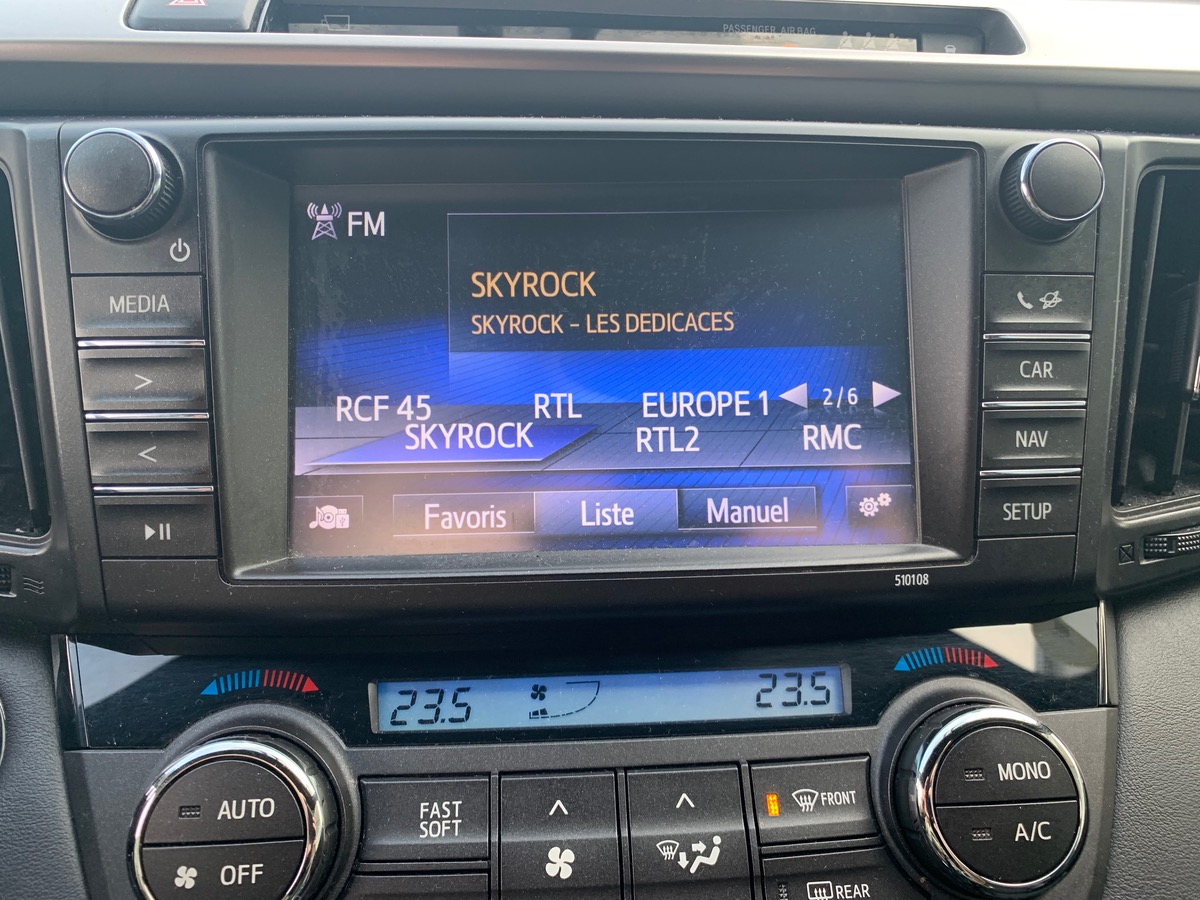 PASSENGER AIR BAG
FM
SKYROCK
SKYROCK - LES DEDICACES
RCF 45 RTL EUROPE 1 2/6
SKYROCK RTL2 RMC
Favoris Liste Manuel
MEDIA
>
<
CAR
NAV
SETUP
510108
23.5 23.5
AUTO
OFF
FAST
SOFT
FRONT
REAR
MONO
A/C